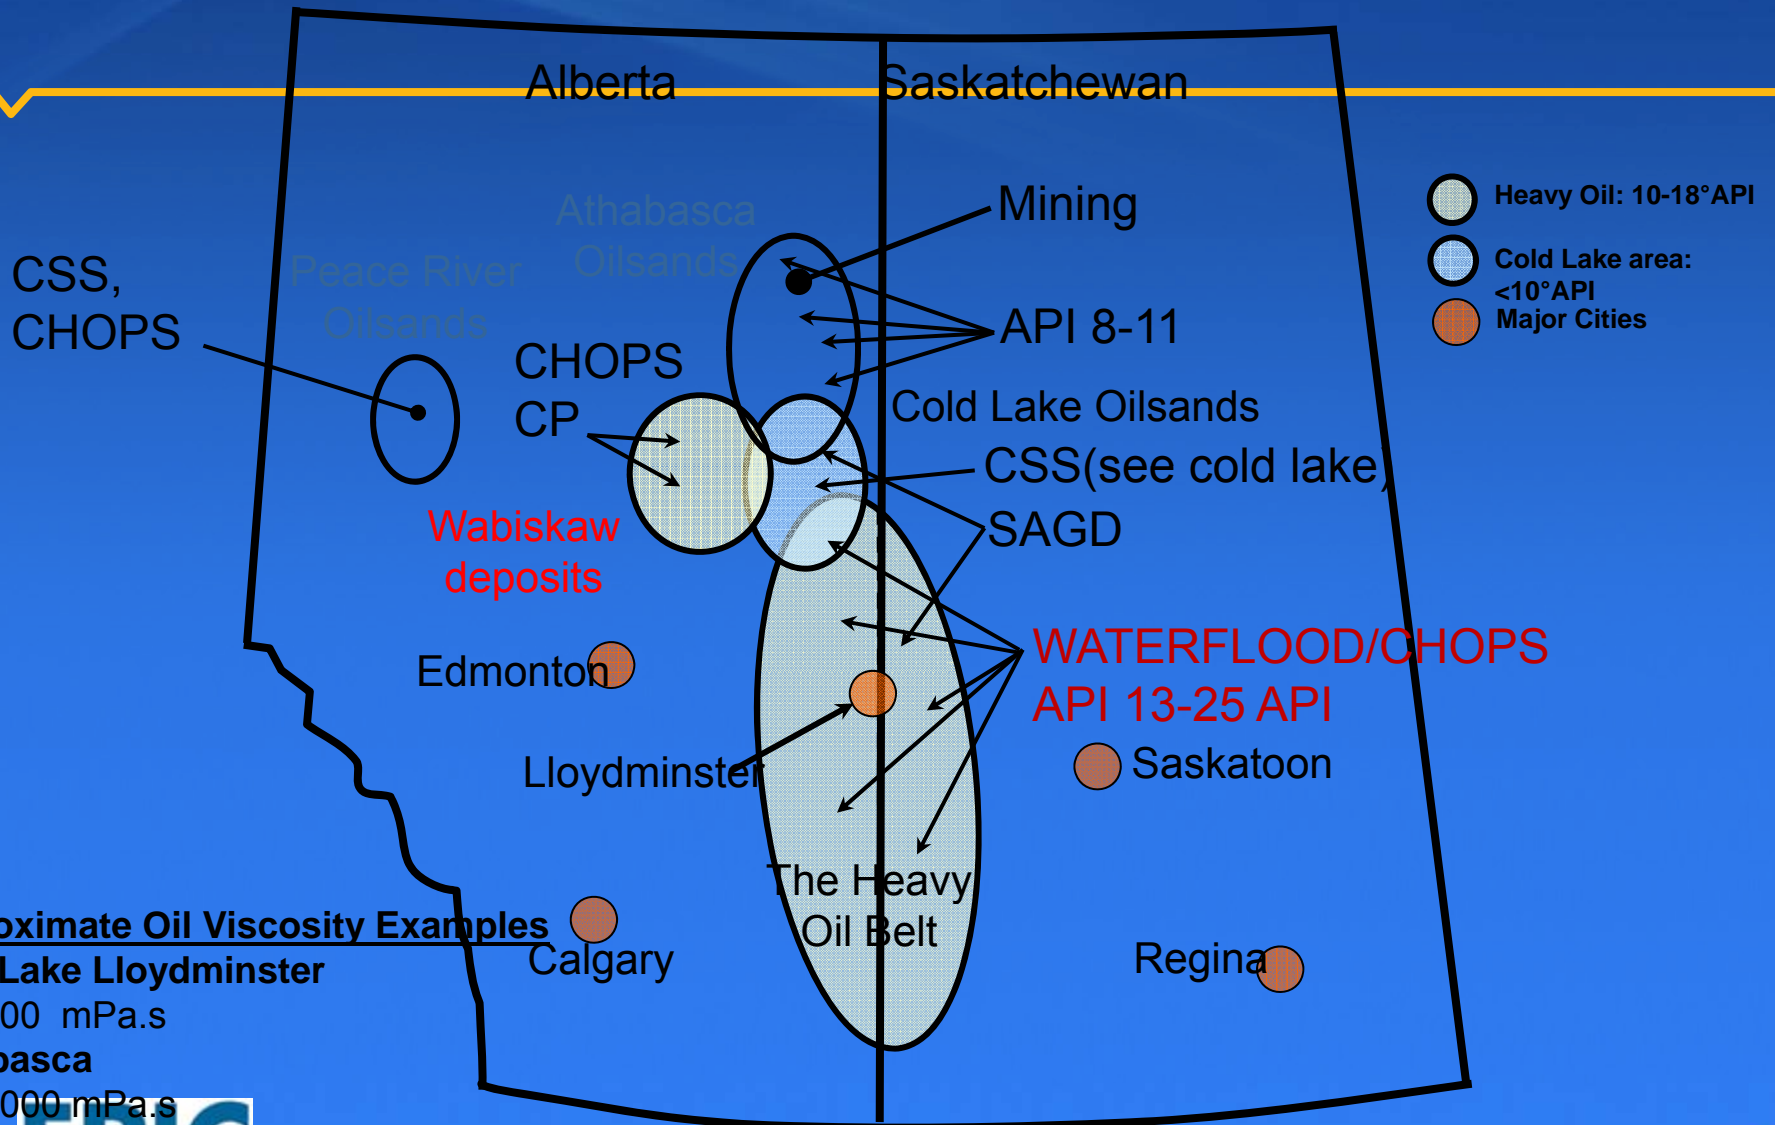 Alberta
Saskatchewan
Athabasca
Oilsands
Mining
Heavy Oil: 10-18°API
Cold Lake area:
<10°API
Major Cities
CSS,
CHOPS
Peace River
Oilsands
CHOPS
CP
API 8-11
Cold Lake Oilsands
CSS(see cold lake)
SAGD
Wabiskaw
deposits
WATERFLOOD/CHOPS
API 13-25 API
Edmonton
Lloydminster
Saskatoon
The Heavy
Oil Belt
Calgary
Regina
Oil Viscosity Examples
Lake Lloydminster
00 mPa.s
000 mPa.s